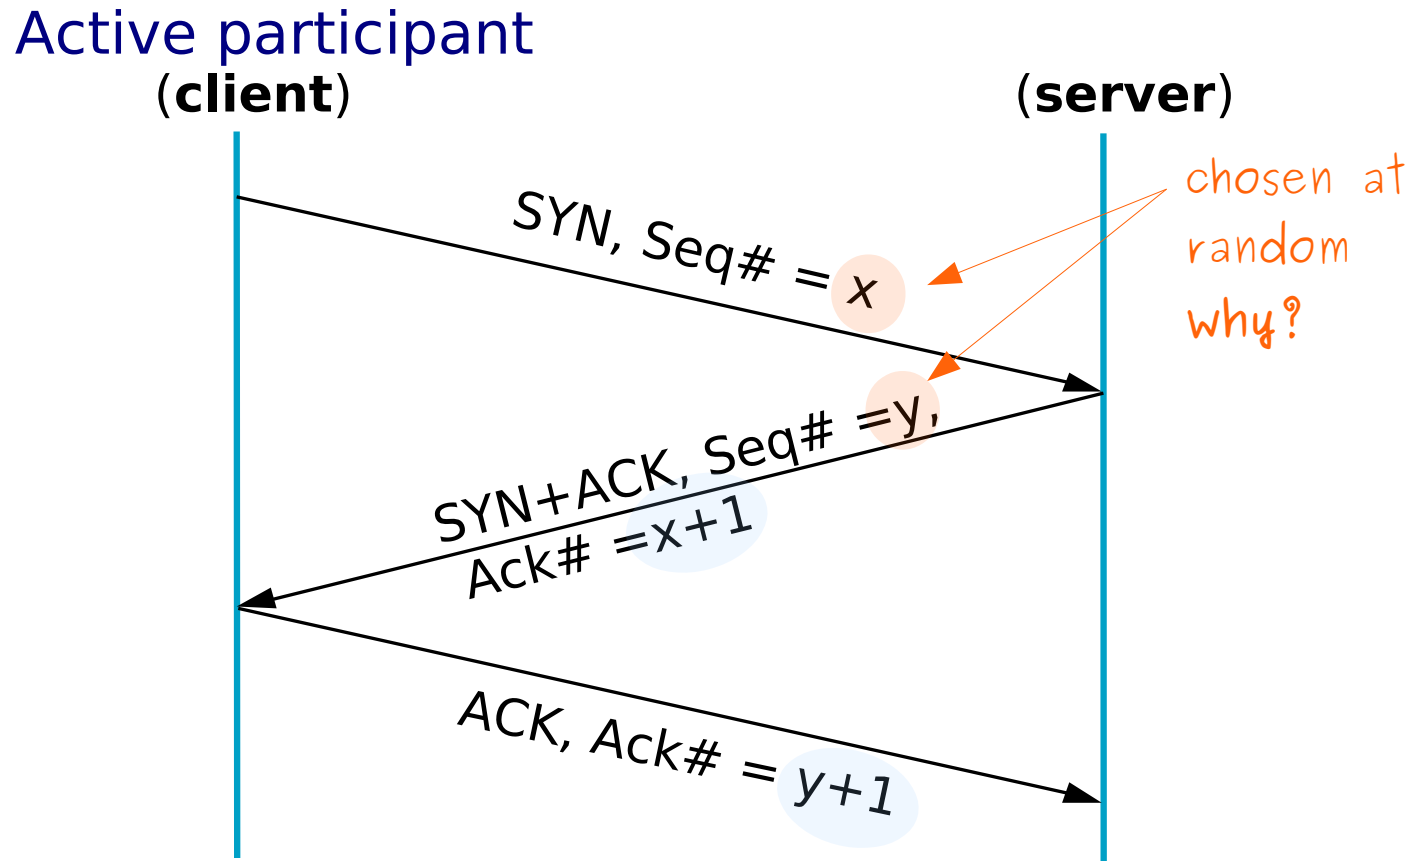 Active participant
(client)
(server)
chosen at
random
why?
SYN, Seq# = x
SYN+ACK, Seq# =y,
Ack# =x+1
ACK, Ack# = y+1